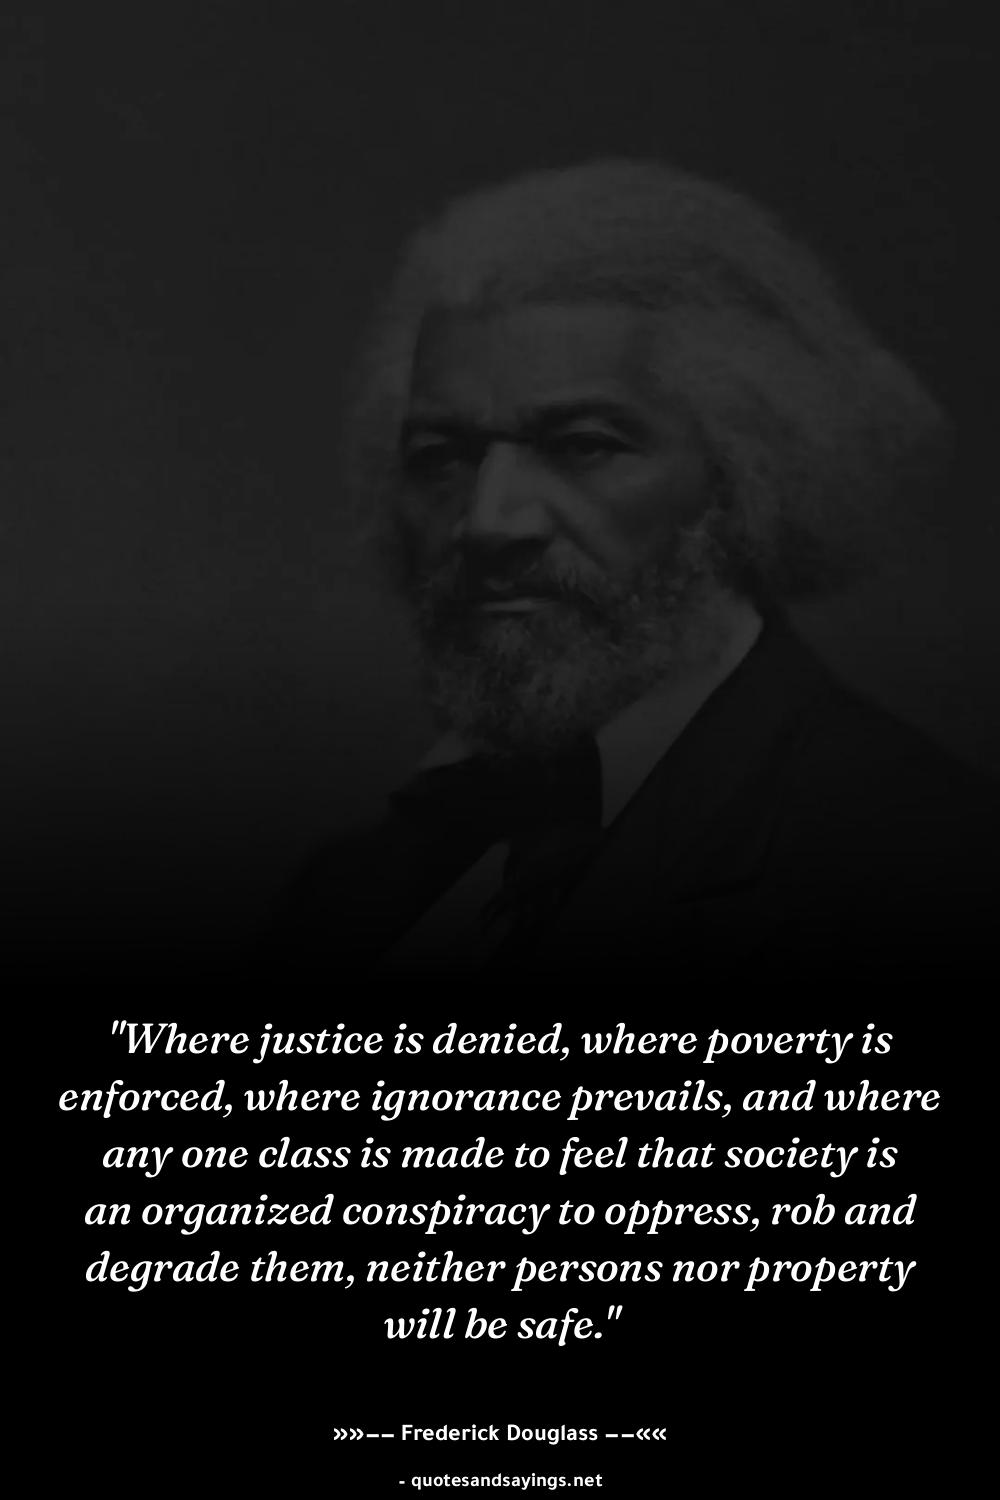 "Where justice is denied, where poverty is
enforced, where ignorance prevails, and where
any one class is made to feel that society is
an organized conspiracy to oppress, rob and
degrade them, neither persons nor property
will be safe."
»»–– Frederick Douglass ––««
- quotesandsayings.net